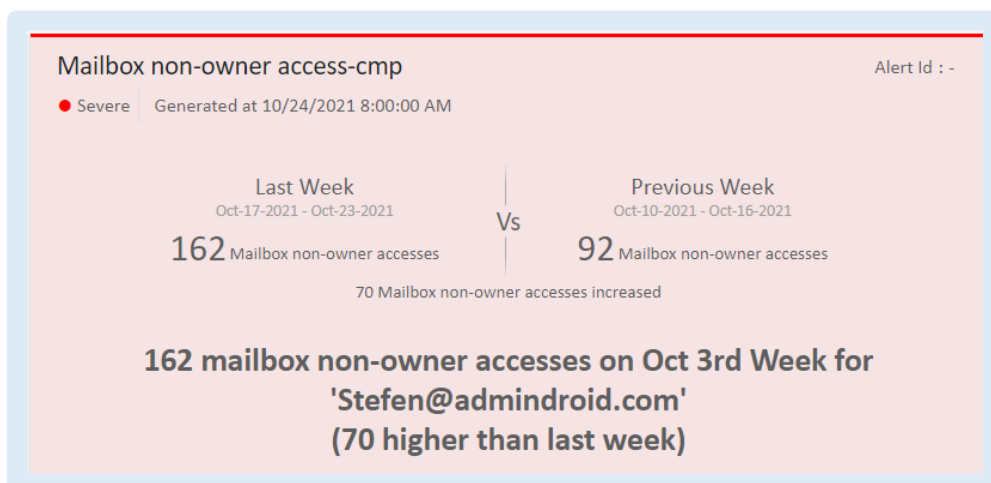 Mailbox non-owner access-cmp
Alert Id : -
Severe Generated at 10/24/2021 8:00:00 AM
Last Week
Oct-17-2021 - Oct-23-2021
162 Mailbox non-owner accesses
Vs
Previous Week
Oct-10-2021 - Oct-16-2021
92 Mailbox non-owner accesses
70 Mailbox non-owner accesses increased
162 mailbox non-owner accesses on Oct 3rd Week for
'Stefen@admindroid.com'
(70 higher than last week)